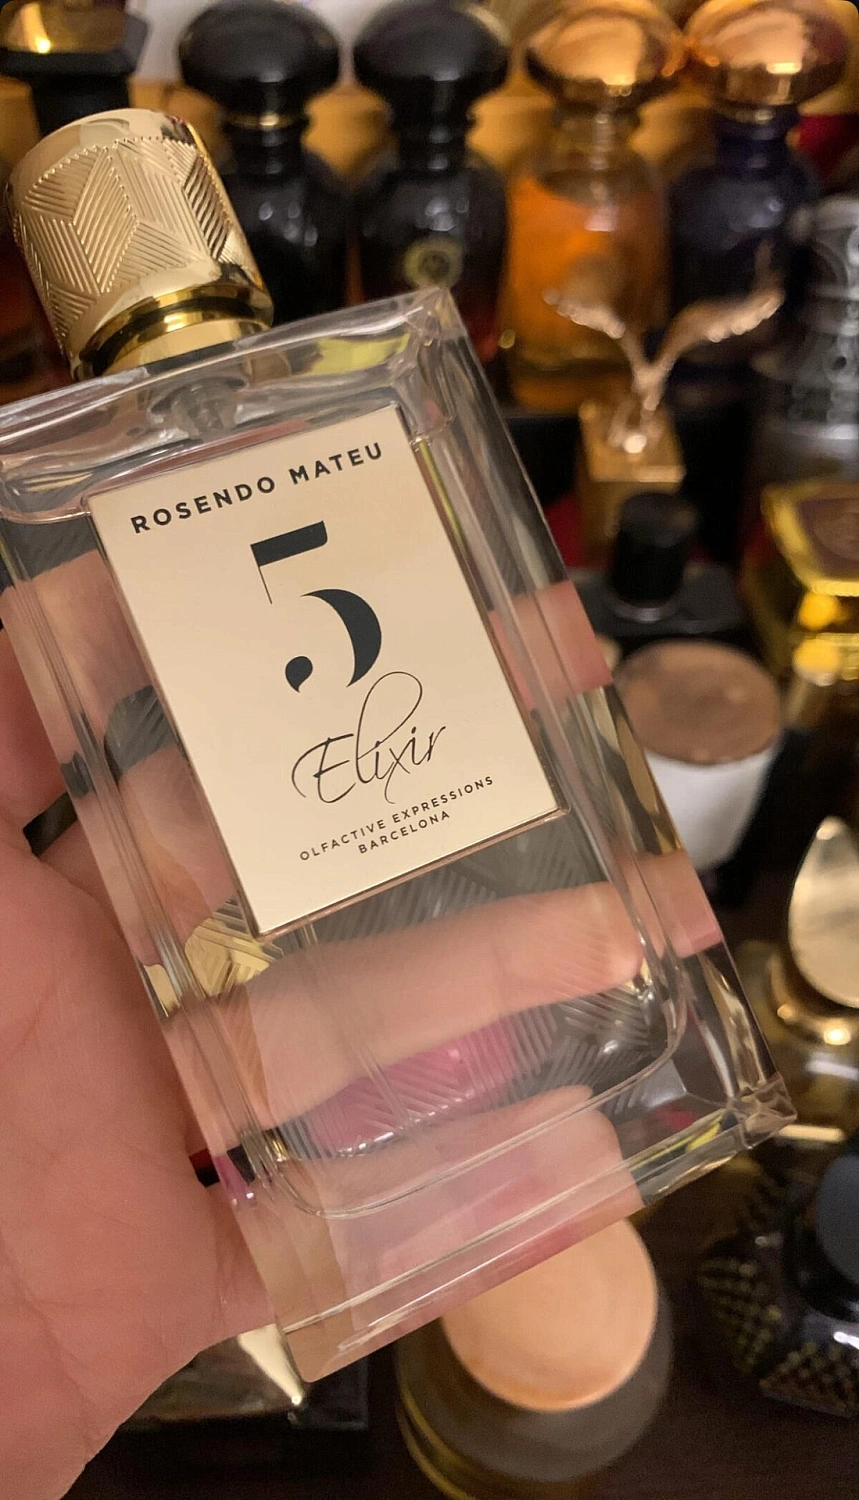 ROSENDO MATEU
5
Elixir
OLFACTIVE EXPRESSIONS
BARCELONA